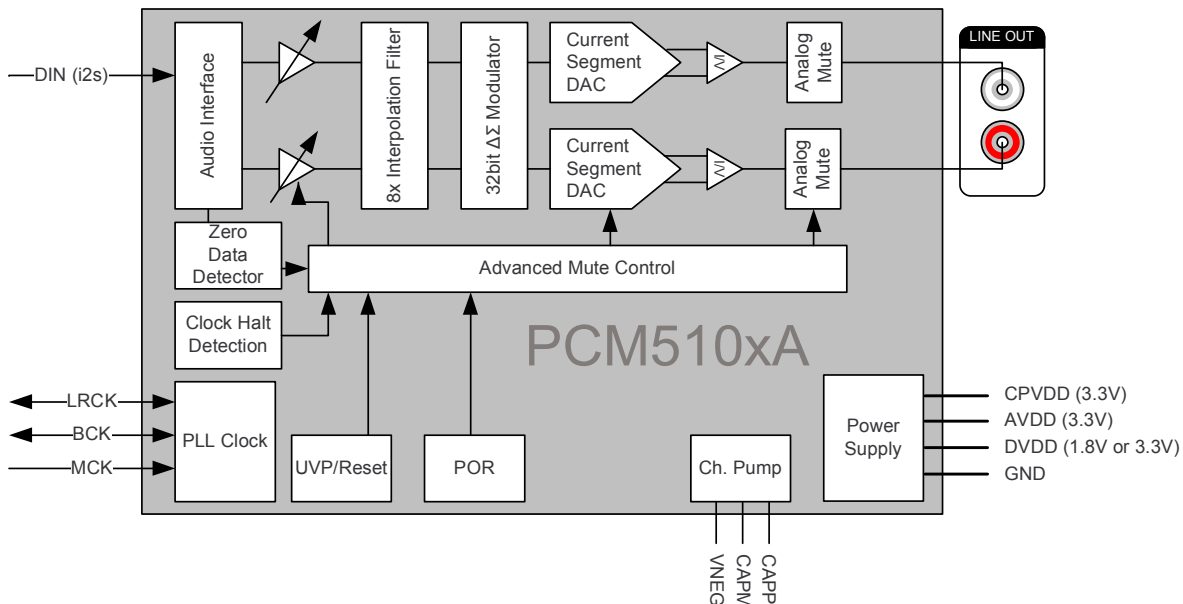 DIN (i2s)
Audio Interface
8x Interpolation Filter
32bit ΔΣ Modulator
Current
Segment
DAC
I/V
Analog
Mute
LINE OUT
Current
Segment
DAC
I/V
Analog
Mute
Zero
Data
Detector
Advanced Mute Control
Clock Halt
Detection
PCM510xA
LRCK
BCK
MCK
PLL Clock
UVP/Reset
POR
Ch. Pump
Power
Supply
CPVDD (3.3V)
AVDD (3.3V)
DVDD (1.8V or 3.3V)
GND
VNEG
CAPM
CAPP